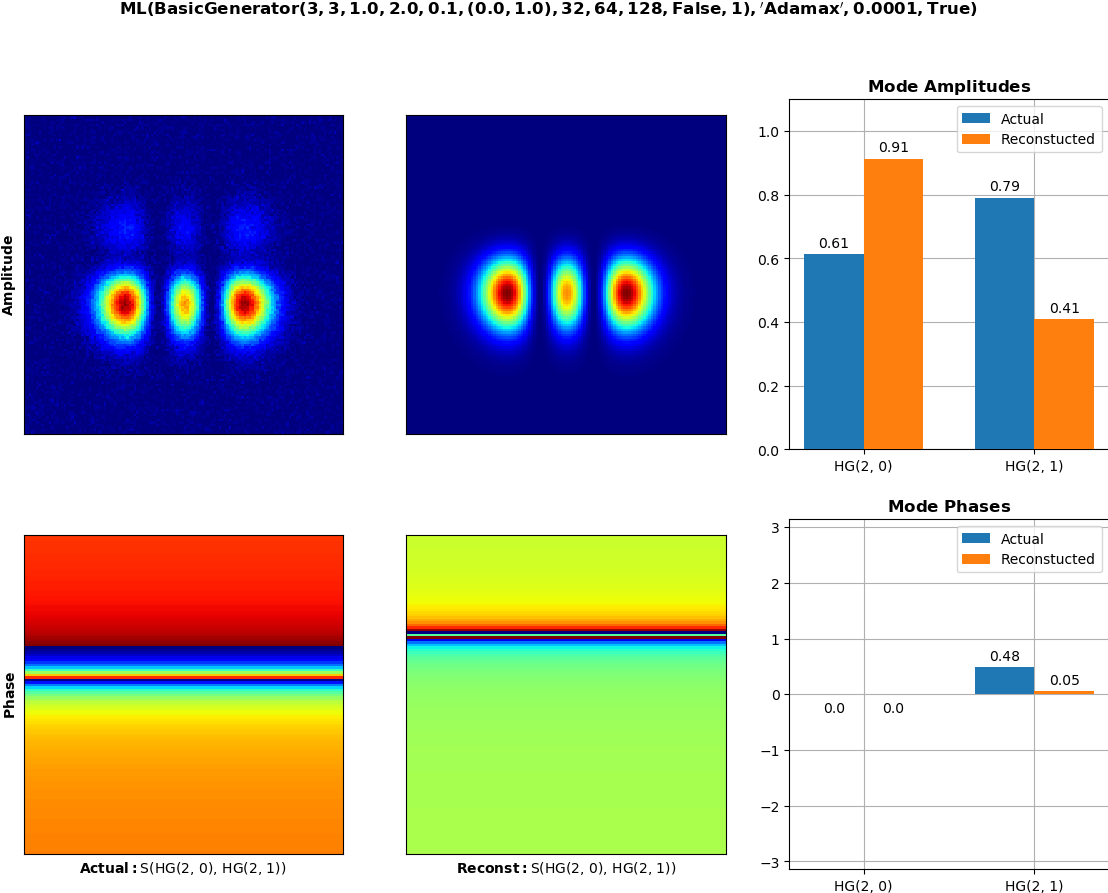 ML(BasicGenerator(3, 3, 1.0, 2.0, 0.1, (0.0, 1.0), 32, 64, 128, False, 1), 'Adamax', 0.0001, True)
Amplitude
Mode Amplitudes
Actual
Reconstucted
1.0
0.8
0.6
0.4
0.2
0.0
0.61
0.91
0.79
0.41
HG(2, 0)
HG(2, 1)
Phase
Actual: S(HG(2, 0), HG(2, 1))
Reconst: S(HG(2, 0), HG(2, 1))
Mode Phases
Actual
Reconstucted
3
2
1
0
−1
−2
−3
0.0
0.0
0.48
0.05
HG(2, 0)
HG(2, 1)